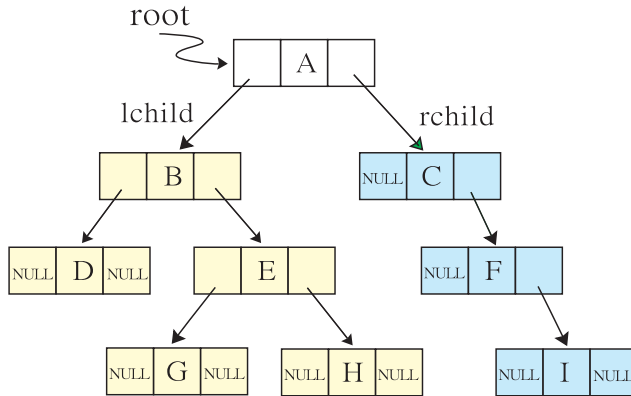 root
A
lchild
rchild
B
NULL C
NULL D NULL
E
NULL F
NULL G NULL
NULL H NULL
NULL I NULL